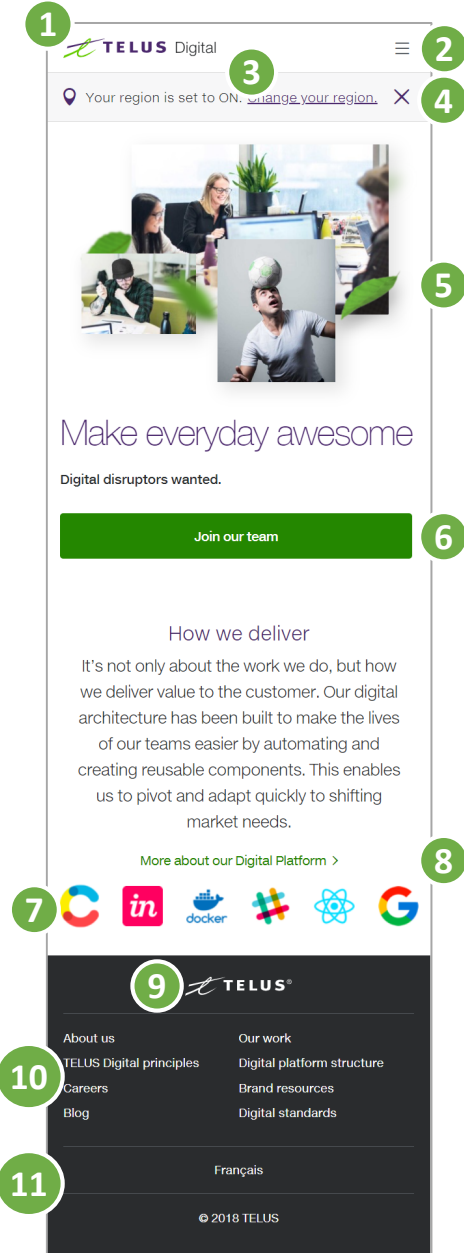 1
TELUS Digital
2
3
Your region is set to ON. Change your region.
4
5
Make everyday awesome
Digital disruptors wanted.
Join our team
6
How we deliver
It's not only about the work we do, but how
we deliver value to the customer. Our digital
architecture has been built to make the lives
of our teams easier by automating and
creating reusable components. This enables
us to pivot and adapt quickly to shifting
market needs.
More about our Digital Platform >
8
7
in
docker
9
TELUS®
About us
Our work
TELUS Digital principles
Digital platform structure
10
Careers
Brand resources
Blog
Digital standards
11
Français
© 2018 TELUS